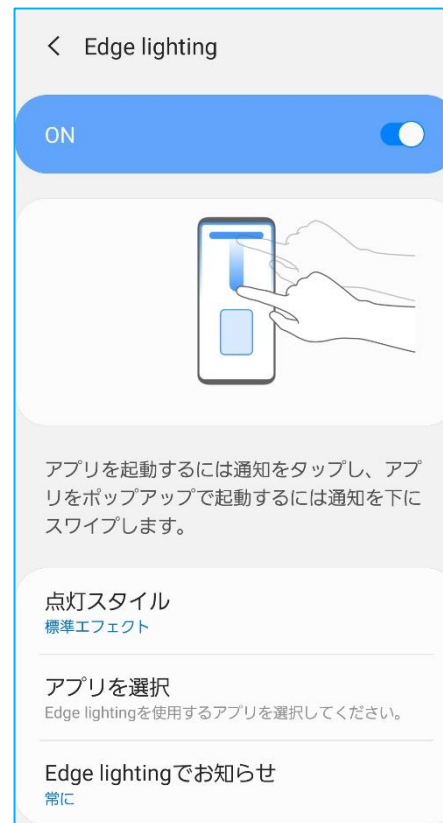 Edge lighting
ON
アプリを起動するには通知をタップし、アプ
リをポップアップで起動するには通知を下に
スワイプします。
点灯スタイル
標準エフェクト
アプリを選択
Edge lightingを使用するアプリを選択してください。
Edge lightingでお知らせ
常に